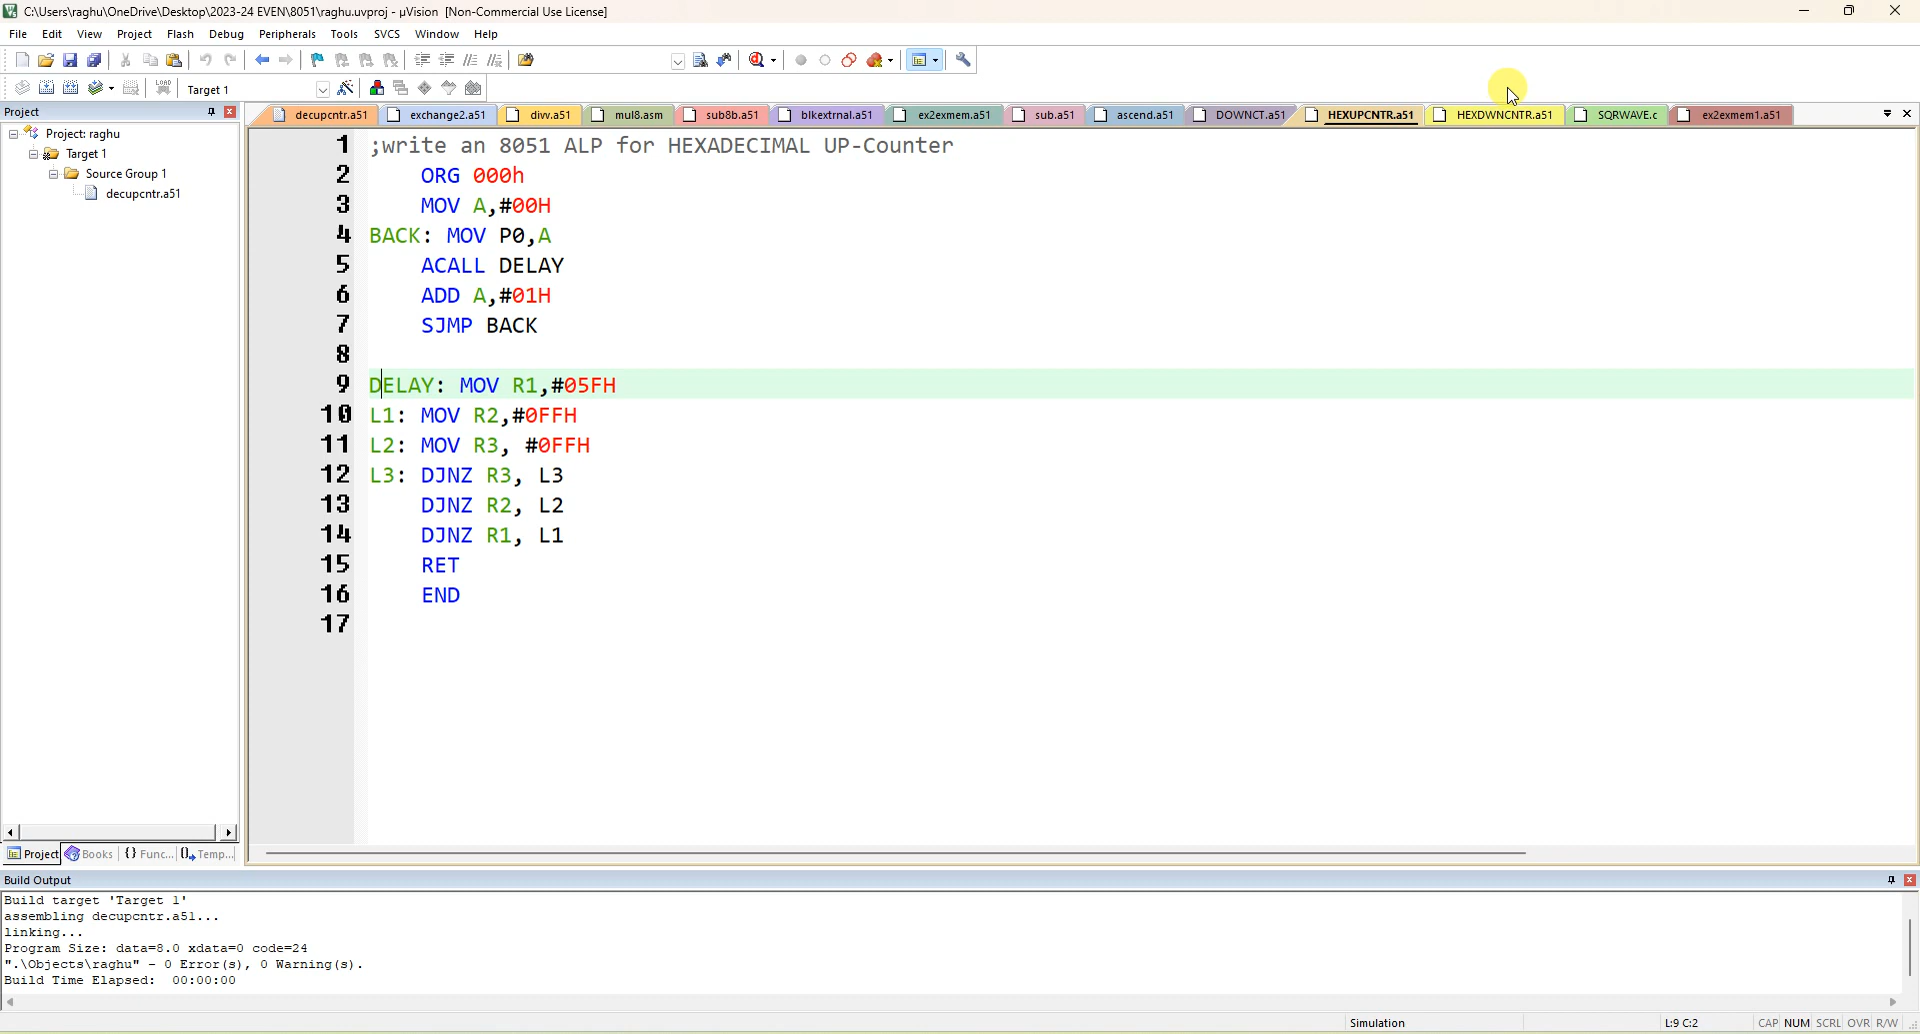 C:\Users\raghu\OneDrive\Desktop\2023-24 EVEN\8051\raghu.uvproj - µVision [Non-Commercial Use License]
File Edit View Project Flash Debug Peripherals Tools SVCS Window Help
LOAD Target 1
Project
decupcntr.a51 exchange2.a51 divv.a51 mul8.asm sub8b.a51 blkextrnal.a51 ex2exmem.a51 sub.a51 ascend.a51 DOWNCT.a51 HEXUPCNTR.a51 HEXDWNCNTR.a51 SQRWAVE.c ex2exmem1.a51
Project: raghu
Target 1
Source Group 1
decupcntr.a51
1 ;write an 8051 ALP for HEXADECIMAL UP-Counter
2 ORG 000h
3 MOV A,#00H
4 BACK: MOV P0,A
5 ACALL DELAY
6 ADD A,#01H
7 SJMP BACK
8
9 DELAY: MOV R1,#05FH
10 L1: MOV R2,#0FFH
11 L2: MOV R3, #0FFH
12 L3: DJNZ R3, L3
13 DJNZ R2, L2
14 DJNZ R1, L1
15 RET
16 END
17
Project Books {} Func... Temp...
Build Output
Build target 'Target 1'
assembling decupcntr.a51...
linking...
Program Size: data=8.0 xdata=0 code=24
".\Objects\raghu" - 0 Error(s), 0 Warning(s).
Build Time Elapsed: 00:00:00
Simulation L:9 C:2 CAP NUM SCRL OVR R/W